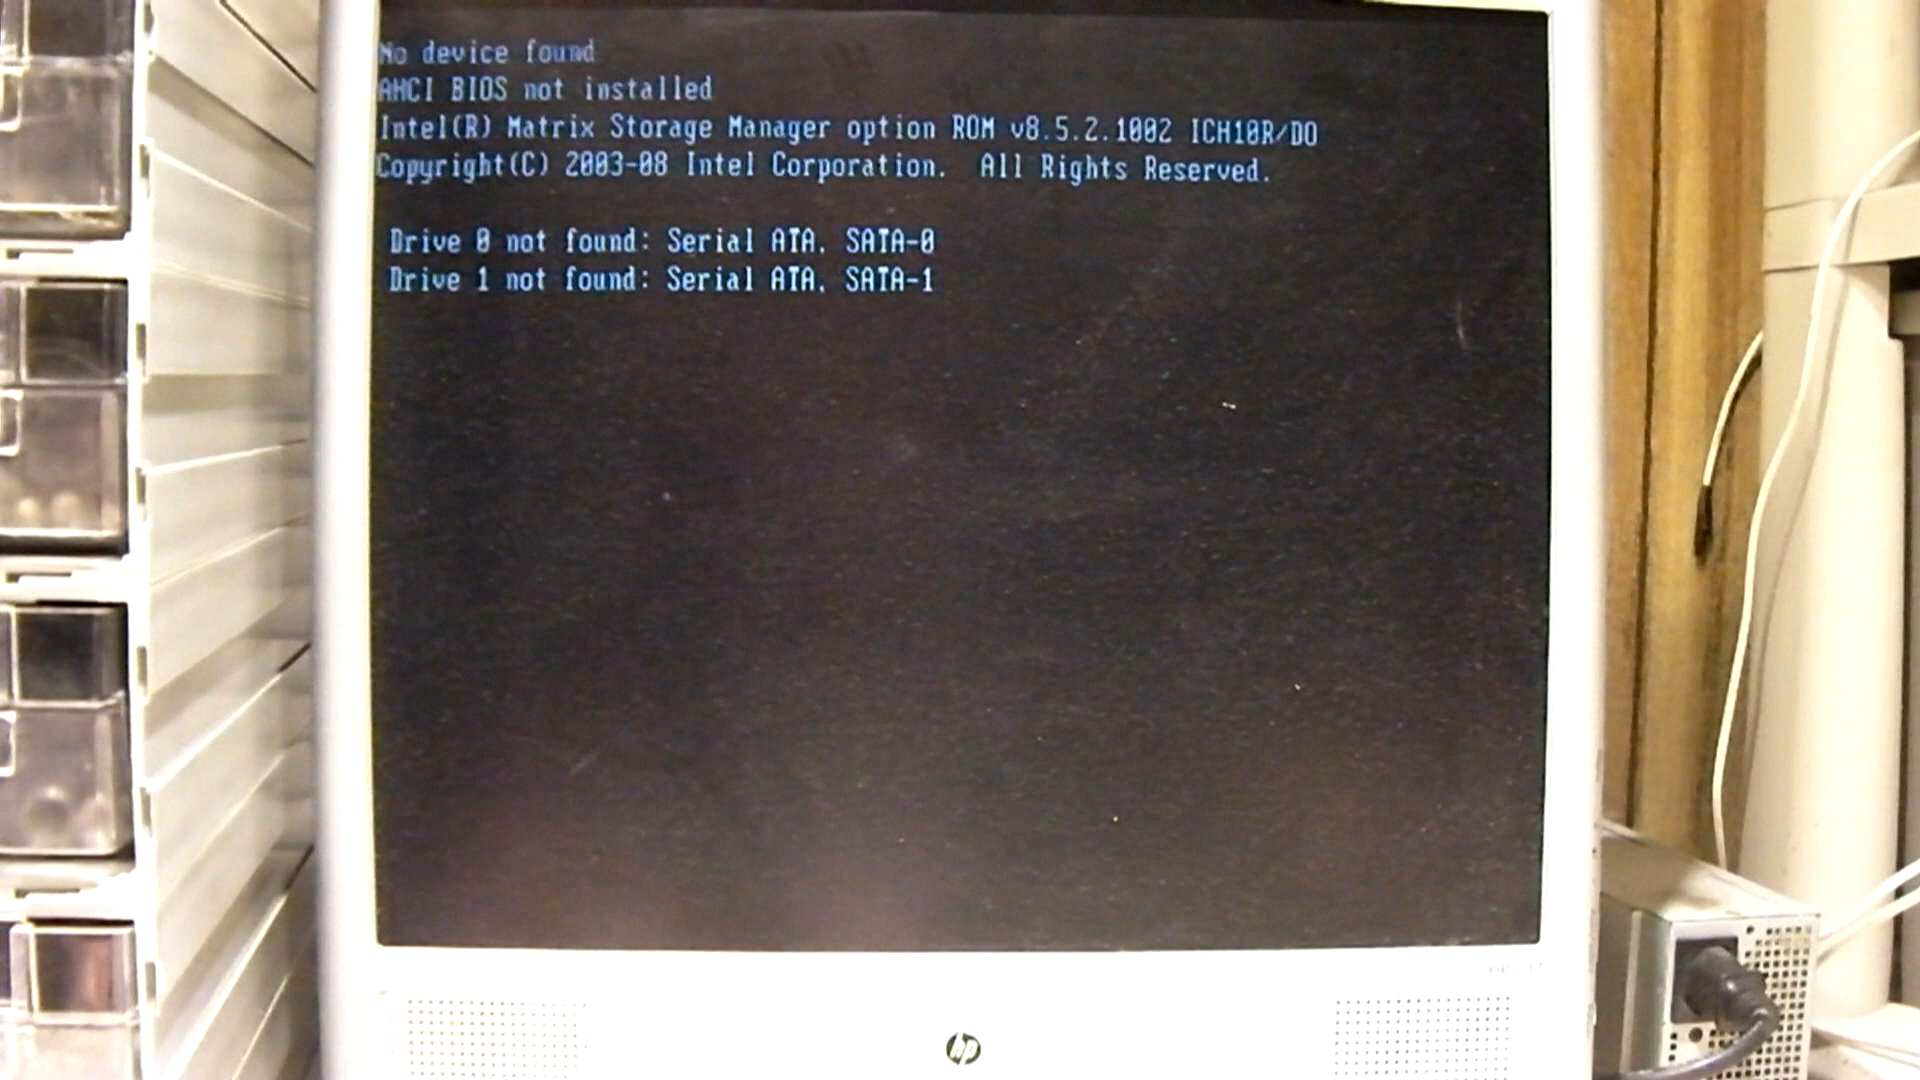 No device found
AHCI BIOS not installed
Intel(R) Matrix Storage Manager option ROM v8.5.2.1002 ICH10R/DO
Copyright(C) 2003-08 Intel Corporation.  All Rights Reserved.
Drive 0 not found: Serial ATA, SATA-0
Drive 1 not found: Serial ATA, SATA-1
hp